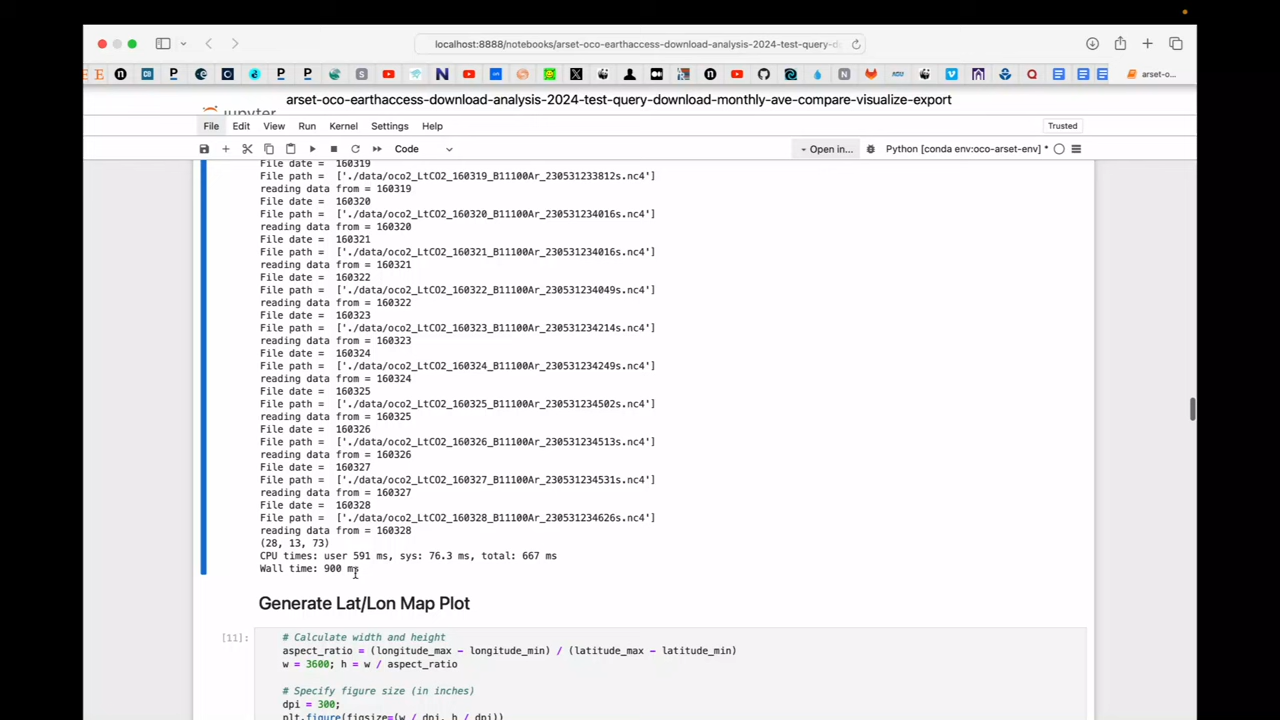 localhost:8888/notebooks/arset-oco-earthaccess-download-analysis-2024-test-query-d
arset-o...
arset-oco-earthaccess-download-analysis-2024-test-query-download-monthly-ave-compare-visualize-export
File Edit View Run Kernel Settings Help Trusted
Code Open in... Python [conda env:oco-arset-env] *
File date = 160319
File path = ['./data/oco2_LtCO2_160319_B11100Ar_230531233812s.nc4']
reading data from = 160319
File date = 160320
File path = ['./data/oco2_LtCO2_160320_B11100Ar_230531234016s.nc4']
reading data from = 160320
File date = 160321
File path = ['./data/oco2_LtCO2_160321_B11100Ar_230531234016s.nc4']
reading data from = 160321
File date = 160322
File path = ['./data/oco2_LtCO2_160322_B11100Ar_230531234049s.nc4']
reading data from = 160322
File date = 160323
File path = ['./data/oco2_LtCO2_160323_B11100Ar_230531234214s.nc4']
reading data from = 160323
File date = 160324
File path = ['./data/oco2_LtCO2_160324_B11100Ar_230531234249s.nc4']
reading data from = 160324
File date = 160325
File path = ['./data/oco2_LtCO2_160325_B11100Ar_230531234502s.nc4']
reading data from = 160325
File date = 160326
File path = ['./data/oco2_LtCO2_160326_B11100Ar_230531234513s.nc4']
reading data from = 160326
File date = 160327
File path = ['./data/oco2_LtCO2_160327_B11100Ar_230531234531s.nc4']
reading data from = 160327
File date = 160328
File path = ['./data/oco2_LtCO2_160328_B11100Ar_230531234626s.nc4']
reading data from = 160328
(28, 13, 73)
CPU times: user 591 ms, sys: 76.3 ms, total: 667 ms
Wall time: 900 ms
Generate Lat/Lon Map Plot
[11]: # Calculate width and height
aspect_ratio = (longitude_max - longitude_min) / (latitude_max - latitude_min)
w = 3600; h = w / aspect_ratio
# Specify figure size (in inches)
dpi = 300;
plt.figure(figsize=(w / dpi, h / dpi))